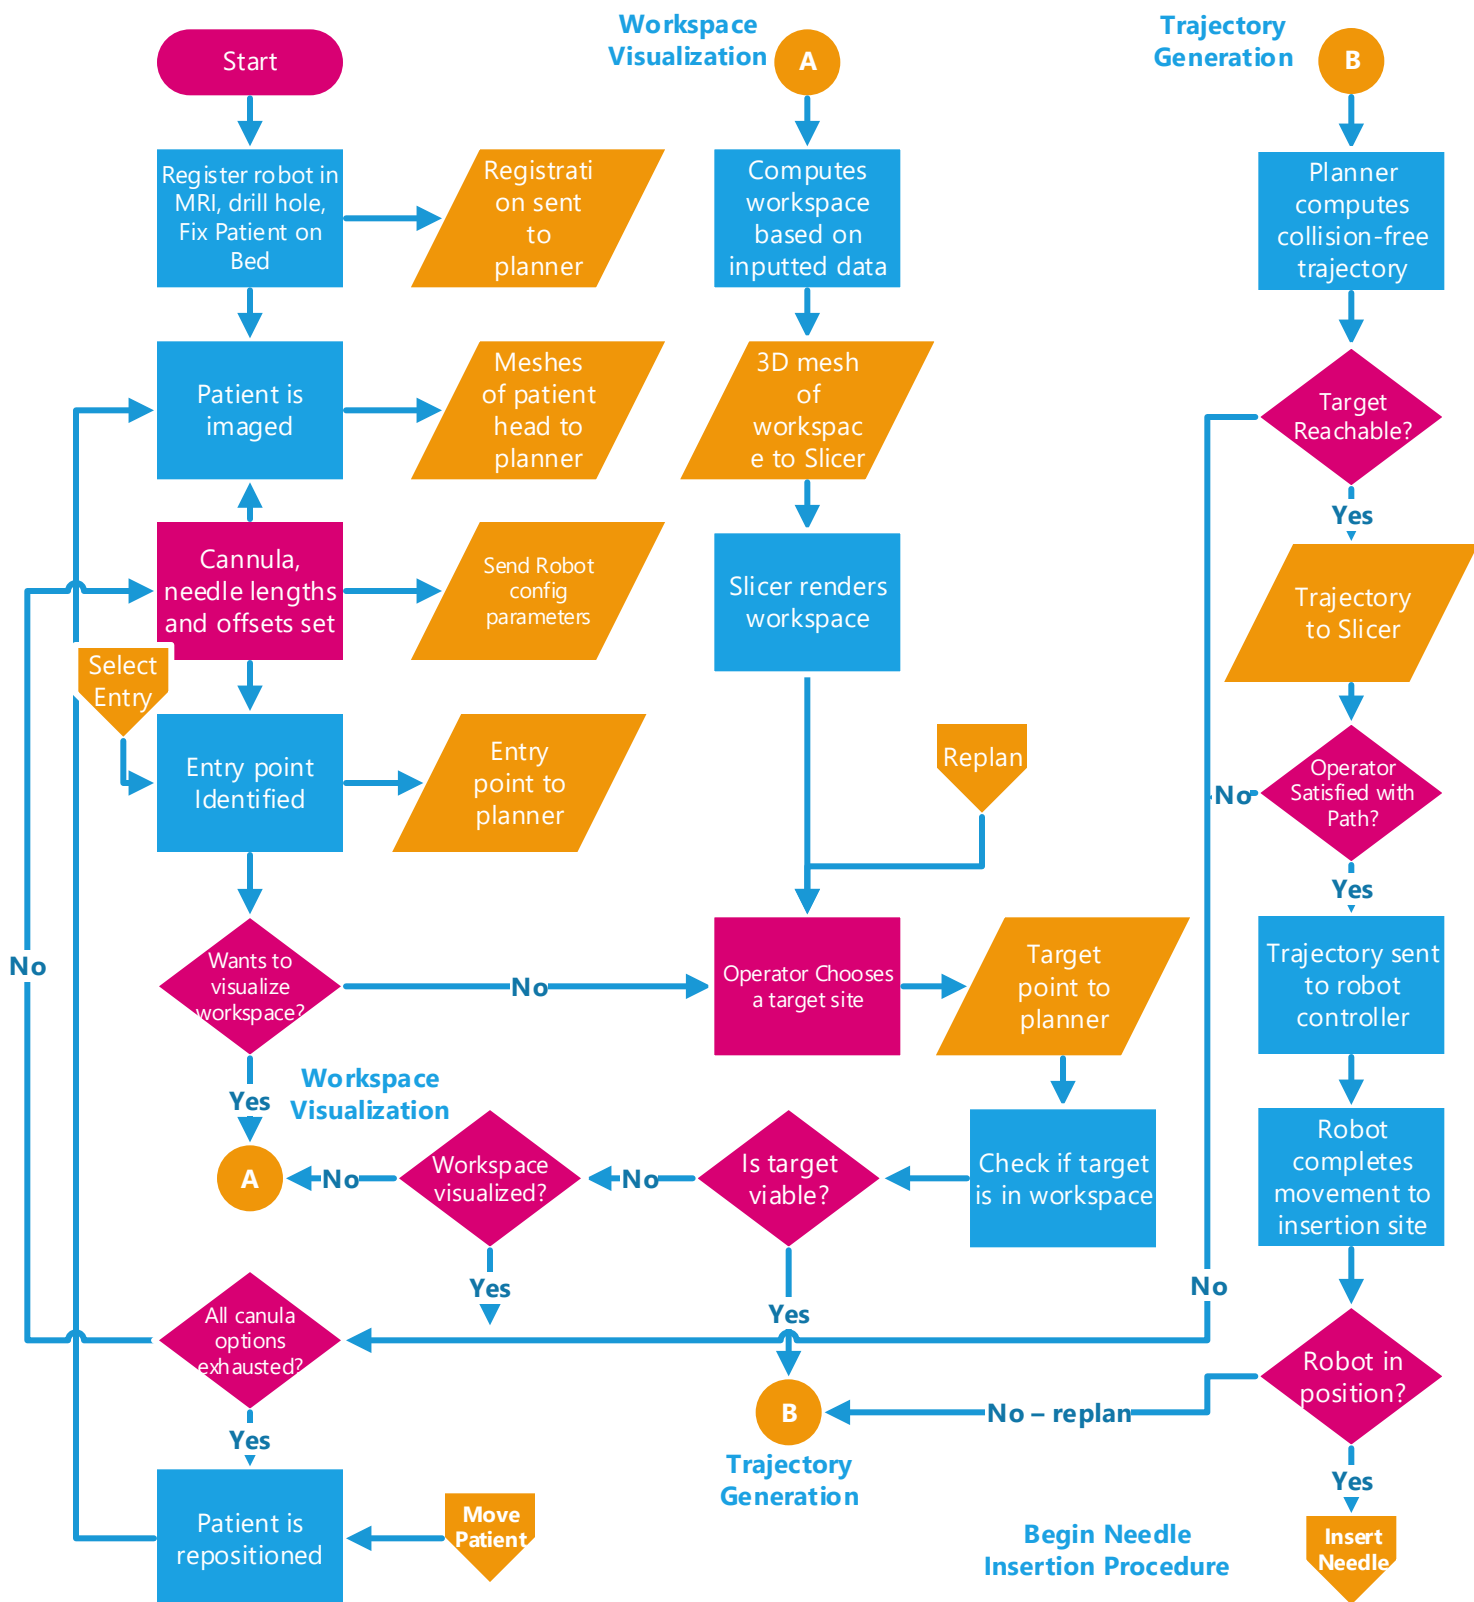 Start
Register robot in
MRI, drill hole,
Fix Patient on
Bed
Registrati
on sent
to
planner
Patient is
imaged
Meshes
of patient
head to
planner
Cannula,
needle lengths
and offsets set
Send Robot
config
parameters
Select
Entry
Entry point
Identified
Entry
point to
planner
Wants to
visualize
workspace?
No
No
Yes
Workspace
Visualization
A
Workspace
visualized?
No
Yes
All canula
options
exhausted?
Yes
Patient is
repositioned
Move
Patient
Workspace
Visualization
A
Computes
workspace
based on
inputted data
3D mesh
of
workspac
e to Slicer
Slicer renders
workspace
Replan
Operator Chooses
a target site
Target
point to
planner
Check if target
is in workspace
Is target
viable?
No
Yes
B
Trajectory
Generation
Trajectory
Generation
B
Planner
computes
collision-free
trajectory
Target
Reachable?
Yes
Trajectory
to Slicer
Operator
Satisfied with
Path?
No
Yes
Trajectory sent
to robot
controller
Robot
completes
movement to
insertion site
No
Robot in
position?
No – replan
Yes
Begin Needle
Insertion Procedure
Insert
Needle